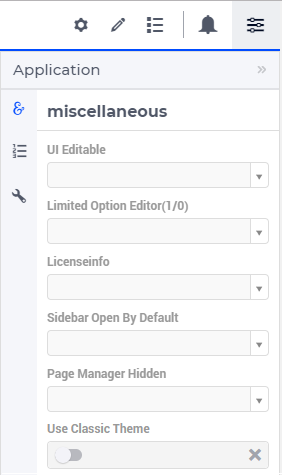 Application
»
&
miscellaneous
UI Editable
Limited Option Editor(1/0)
Licenseinfo
Sidebar Open By Default
Page Manager Hidden
Use Classic Theme